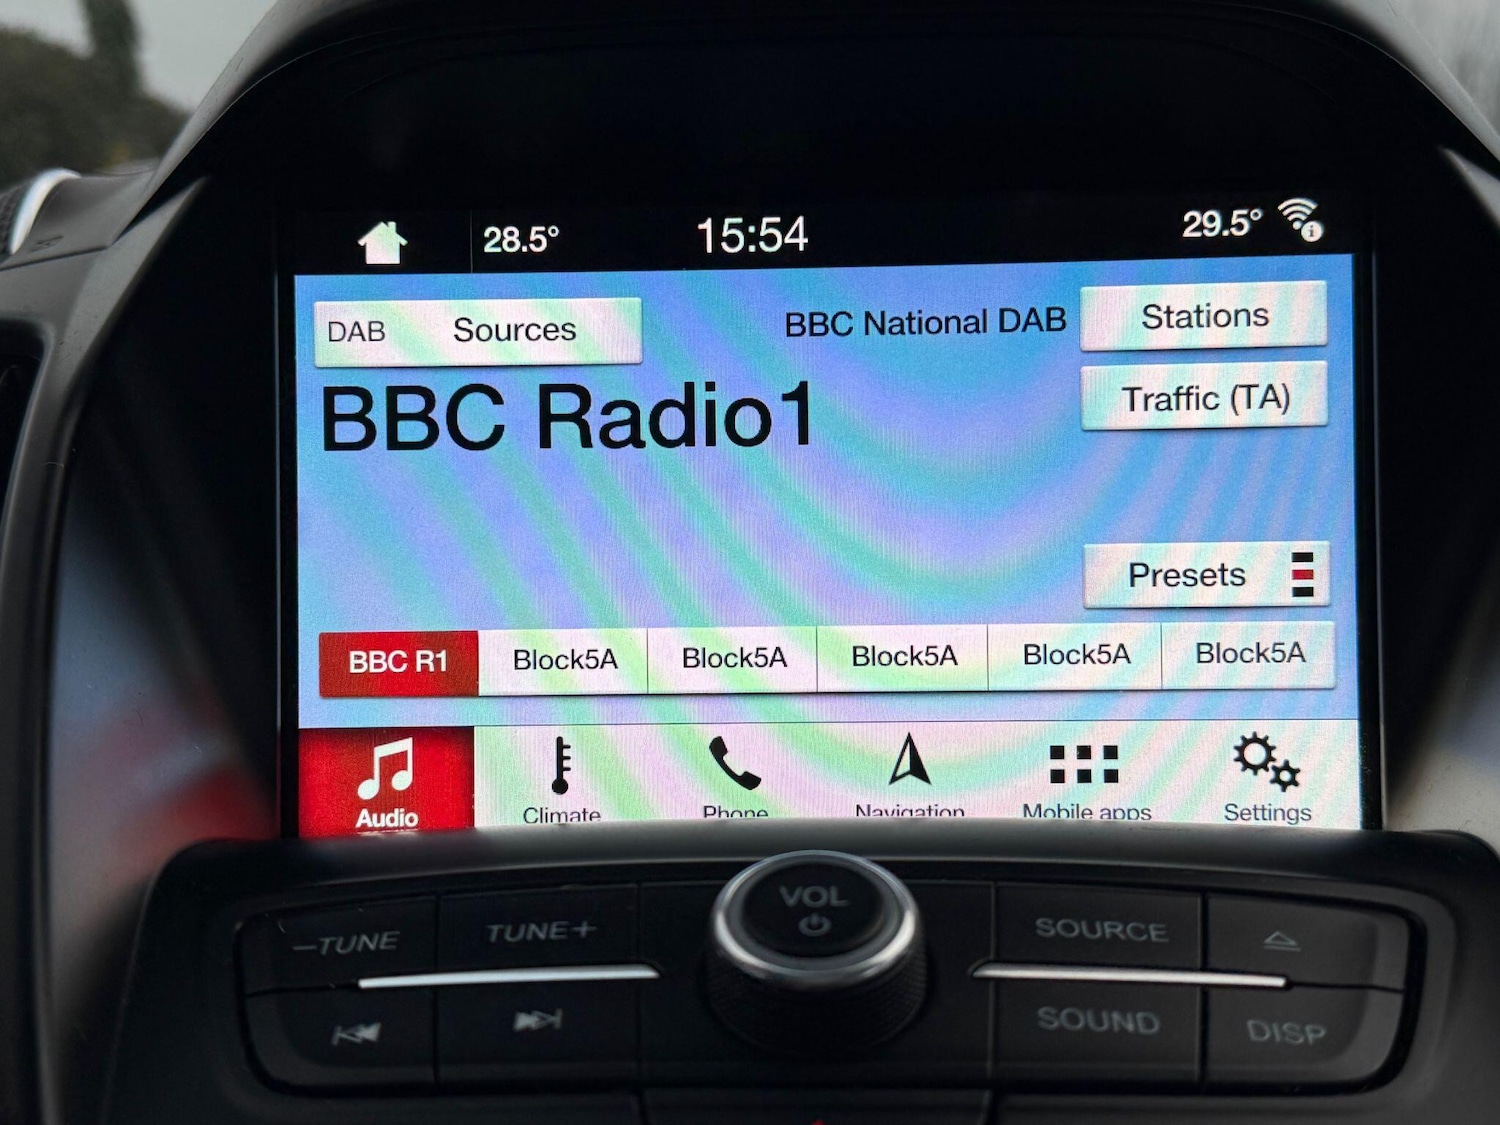 28.5° 15:54 29.5°
DAB Sources BBC National DAB Stations
BBC Radio1
Traffic (TA)
Presets
BBC R1 Block5A Block5A Block5A Block5A Block5A
Audio Climate Phone Navigation Mobile apps Settings
VOL
–TUNE TUNE+ SOURCE
SOUND DISP